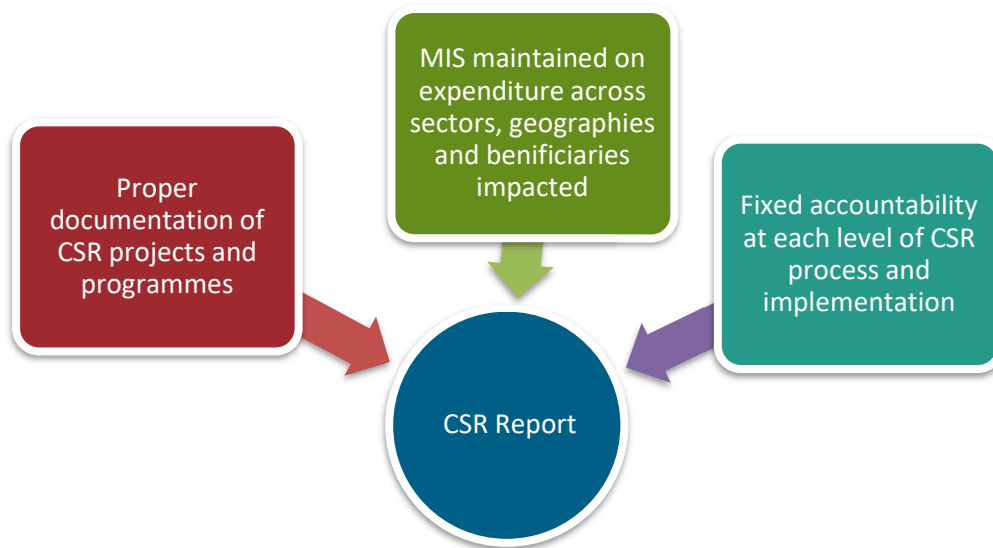 Proper
documentation of
CSR projects and
programmes
MIS maintained on
expenditure across
sectors, geographies
and benificiaries
impacted
Fixed accountability
at each level of CSR
process and
implementation
CSR Report